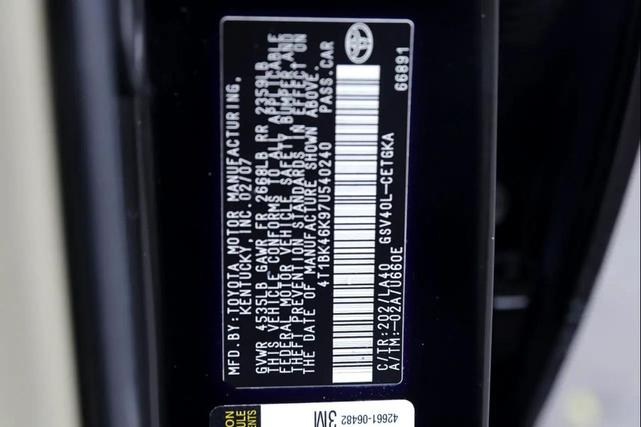 MFD. BY: TOYOTA MOTOR MANUFACTURING,
KENTUCKY, INC. 02/07
GVWR 4535LB GAWR FR 2668LB RR 2359LB
THIS VEHICLE CONFORMS TO ALL APPLICABLE
FEDERAL MOTOR VEHICLE SAFETY, BUMPER, AND
THEFT PREVENTION STANDARDS IN EFFECT ON
THE DATE OF MANUFACTURE SHOWN ABOVE.
4T1BK46K97U540240 PASS.CAR
GSV40L-CETGKA 66891
C/TR:202/LA40
A/TM:-02A/U660E
42661-06482
3M